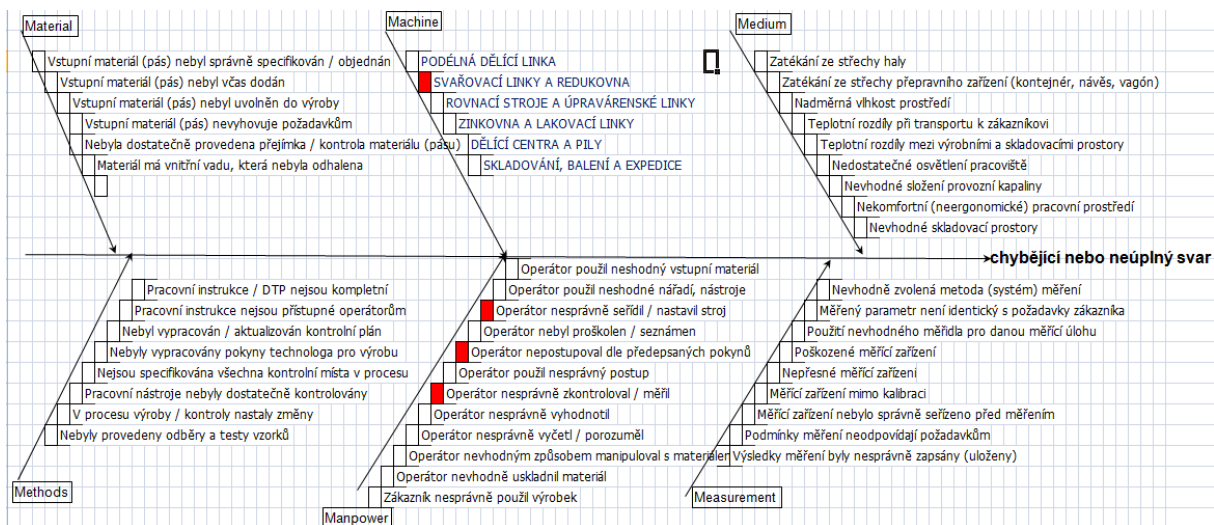 Material
Vstupní materiál (pás) nebyl správně specifikován / objednán
Vstupní materiál (pás) nebyl včas dodán
Vstupní materiál (pás) nebyl uvolněn do výroby
Vstupní materiál (pás) nevyhovuje požadavkům
Nebyla dostatečně provedena přejímka / kontrola materiálu (pásu)
Materiál má vnitřní vadu, která nebyla odhalena
Machine
PODÉLNÁ DĚLÍCÍ LINKA
SVAŘOVACÍ LINKY A REDUKOVNA
ROVNACÍ STROJE A ÚPRAVÁRENSKÉ LINKY
ZINKOVNA A LAKOVACÍ LINKY
DĚLÍCÍ CENTRA A PILY
SKLADOVÁNÍ, BALENÍ A EXPEDICE
Medium
Zatékání ze střechy haly
Zatékání ze střechy přepravního zařízení (kontejnér, návěs, vagón)
Nadměrná vlhkost prostředí
Teplotní rozdíly při transportu k zákazníkovi
Teplotní rozdíly mezi výrobními a skladovacími prostory
Nedostatečné osvětlení pracoviště
Nevhodné složení provozní kapaliny
Nekomfortní (neergonomické) pracovní prostředí
Nevhodné skladovací prostory
chybějící nebo neúplný svar
Pracovní instrukce / DTP nejsou kompletní
Pracovní instrukce nejsou přístupné operátorům
Nebyl vypracován / aktualizován kontrolní plán
Nebyly vypracovány pokyny technologa pro výrobu
Nejsou specifikována všechna kontrolní místa v procesu
Pracovní nástroje nebyly dostatečně kontrolovány
V procesu výroby / kontroly nastaly změny
Nebyly provedeny odběry a testy vzorků
Methods
Operátor použil neshodný vstupní materiál
Operátor použil neshodné nářadí, nástroje
Operátor nesprávně seřídil / nastavil stroj
Operátor nebyl proškolen / seznámen
Operátor nepostupoval dle předepsaných pokynů
Operátor použil nesprávný postup
Operátor nesprávně zkontroloval / měřil
Operátor nesprávně vyhodnotil
Operátor nesprávně vyčetl / porozuměl
Operátor nevhodným způsobem manipuloval s materiálem
Operátor nevhodně uskladnil materiál
Zákazník nesprávně použil výrobek
Manpower
Nevhodně zvolená metoda (systém) měření
Měřený parametr není identický s požadavky zákazníka
Použití nevhodného měřidla pro danou měřící úlohu
Poškozené měřící zařízení
Nepřesné měřící zařízeni
Měřící zařízení mimo kalibraci
Měřící zařízení nebylo správně seřízeno před měřením
Podmínky měření neodpovídají požadavkům
Výsledky měření byly nesprávně zapsány (uloženy)
Measurement